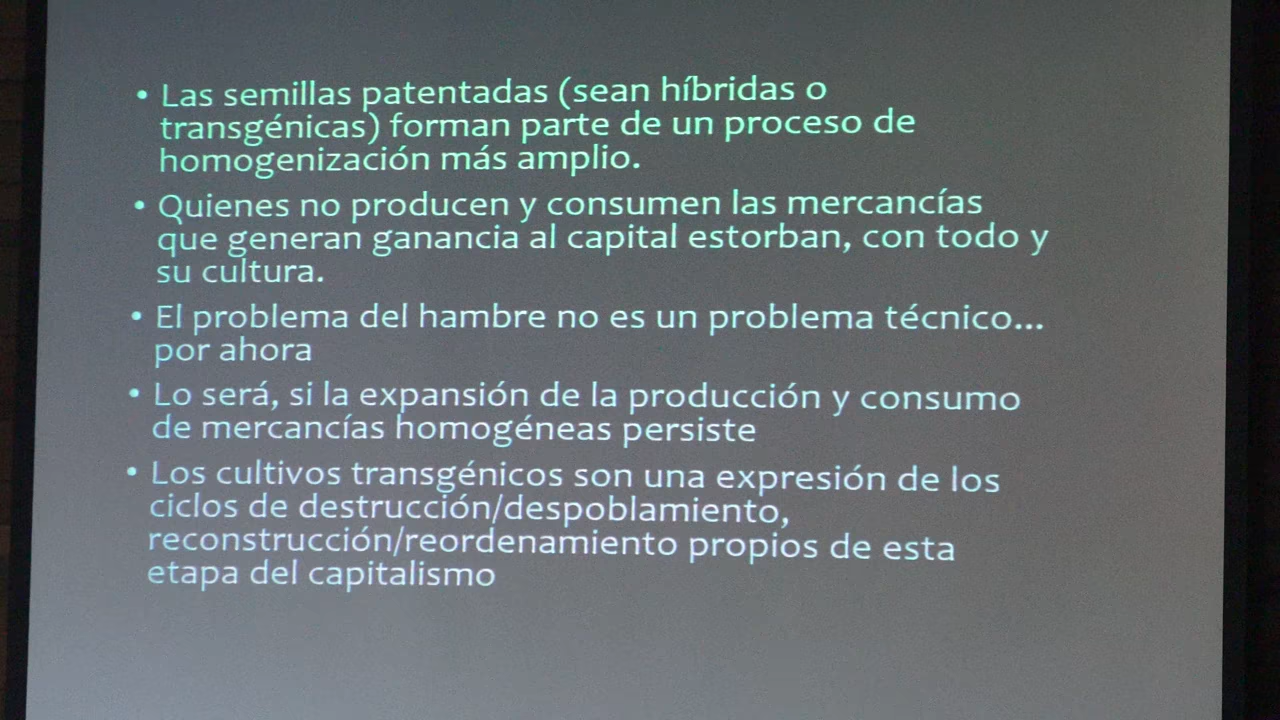 • Las semillas patentadas (sean híbridas o
transgénicas) forman parte de un proceso de
homogenización más amplio.
• Quienes no producen y consumen las mercancías
que generan ganancia al capital estorban, con todo y
su cultura.
• El problema del hambre no es un problema técnico...
por ahora
• Lo será, si la expansión de la producción y consumo
de mercancías homogéneas persiste
• Los cultivos transgénicos son una expresión de los
ciclos de destrucción/despoblamiento,
reconstrucción/reordenamiento propios de esta
etapa del capitalismo